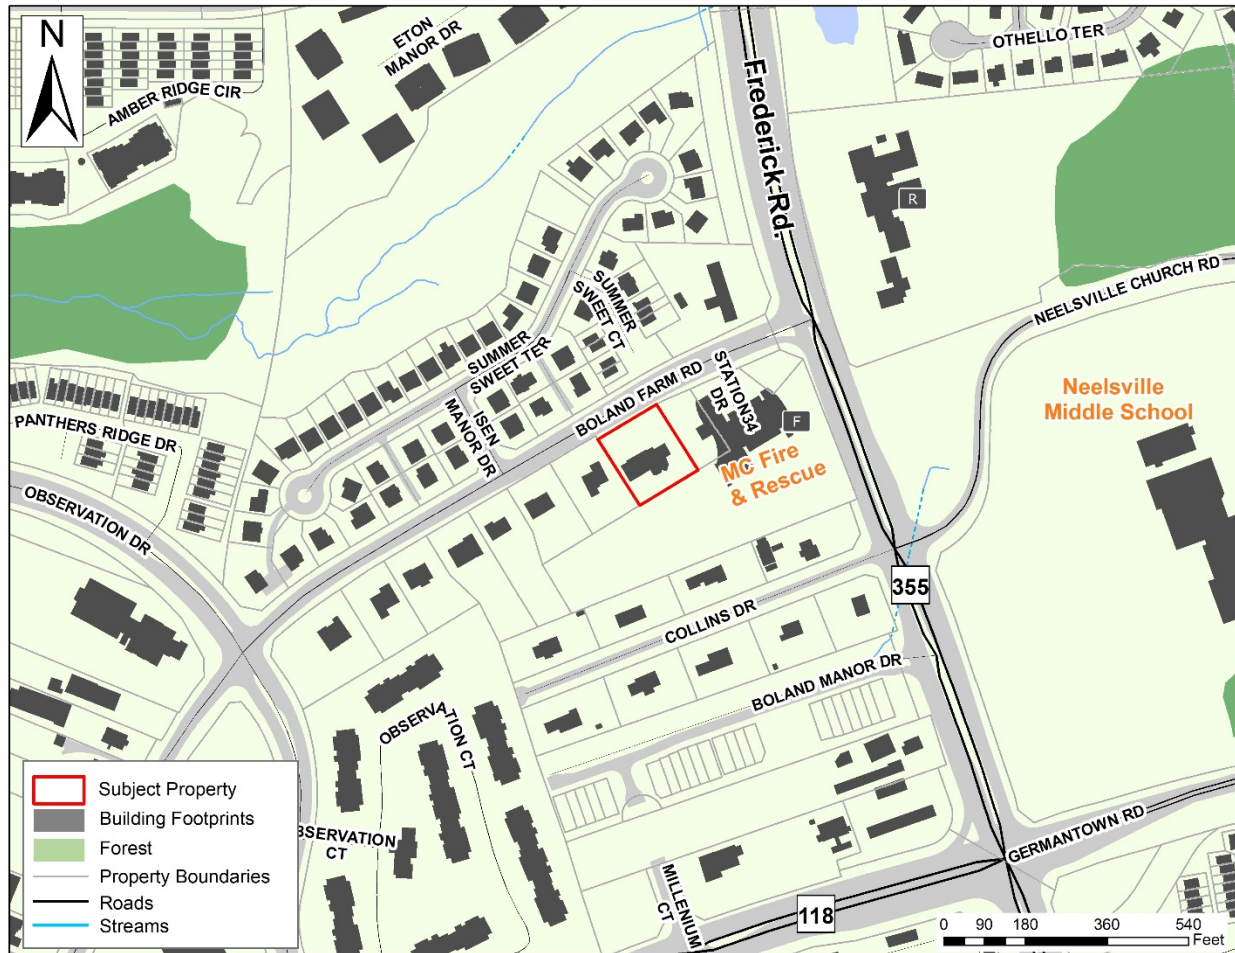 N
ETON
MANOR DR
AMBER RIDGE CIR
OTHELLO TER
Frederick Rd.
R
NEELSVILLE CHURCH RD
SUMMER
SWEET CT
SUMMER
SWEET TER
ISEN
MANOR DR
BOLAND FARM RD
STATION34
DR
F
MC Fire
& Rescue
Neelsville
Middle School
PANTHERS RIDGE DR
OBSERVATION DR
355
COLLINS DR
BOLAND MANOR DR
OBSERVATION CT
BSERVATION
CT
MILLENIUM
CT
118
GERMANTOWN RD
Subject Property
Building Footprints
Forest
Property Boundaries
Roads
Streams
0 90 180 360 540
Feet